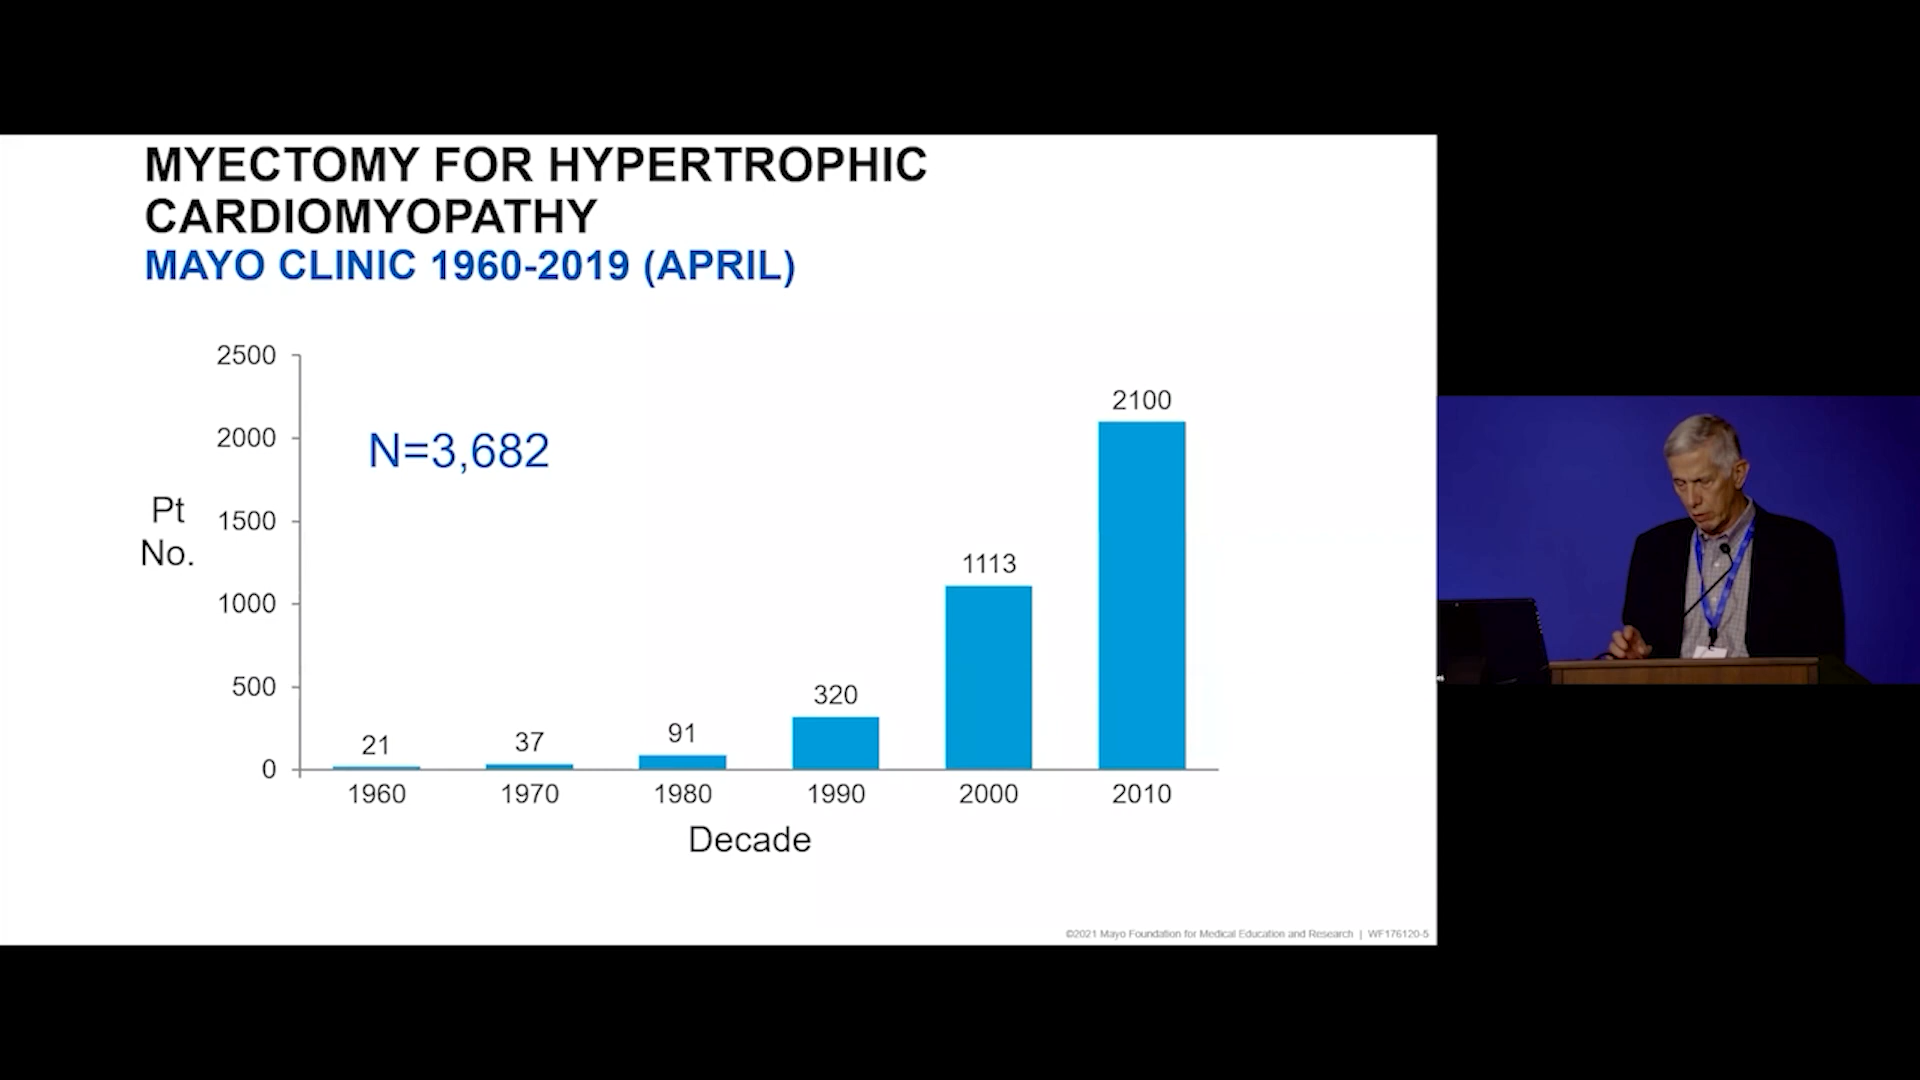 MYECTOMY FOR HYPERTROPHIC
CARDIOMYOPATHY
MAYO CLINIC 1960-2019 (APRIL)
2500
2000
1500
1000
500
0
Pt
No.
N=3,682
21
37
91
320
1113
2100
1960
1970
1980
1990
2000
2010
Decade
©2021 Mayo Foundation for Medical Education and Research | WF176120-5